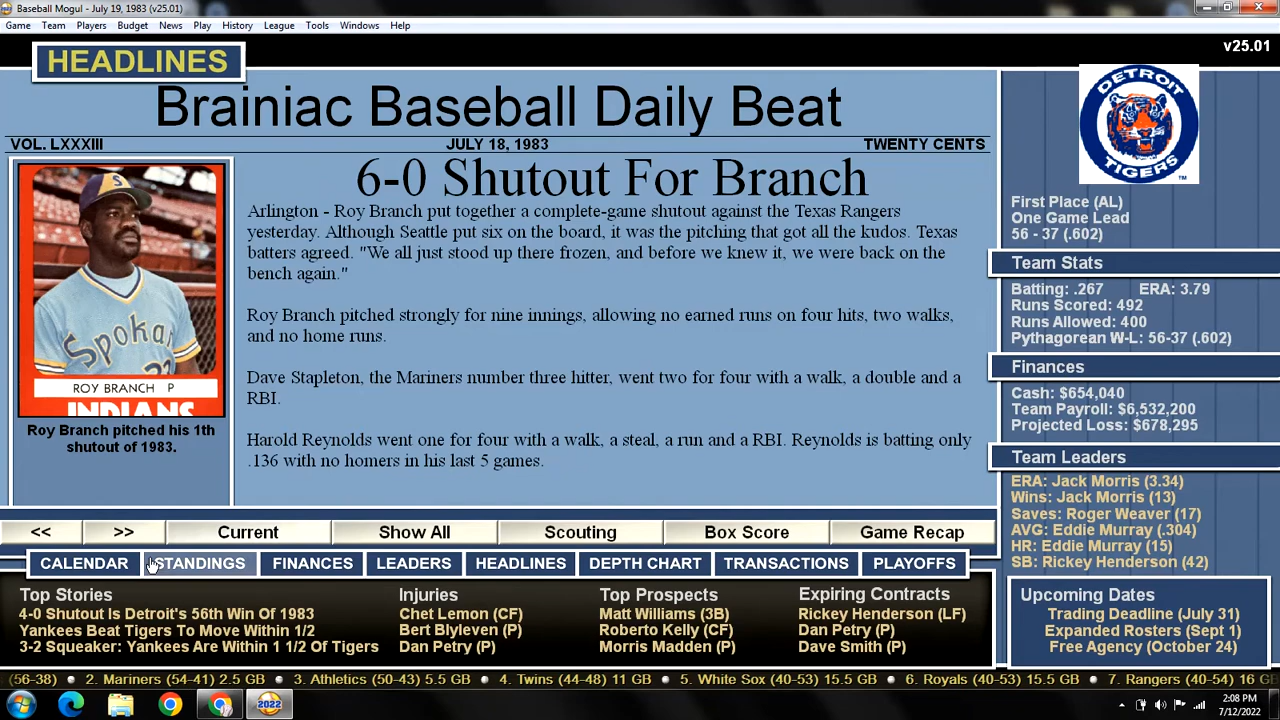 Baseball Mogul - July 19, 1983 (v25.01)
Game Team Players Budget News Play History League Tools Windows Help
HEADLINES
v25.01
Brainiac Baseball Daily Beat
VOL. LXXXIII JULY 18, 1983 TWENTY CENTS
6-0 Shutout For Branch
Arlington - Roy Branch put together a complete-game shutout against the Texas Rangers
yesterday. Although Seattle put six on the board, it was the pitching that got all the kudos. Texas
batters agreed. "We all just stood up there frozen, and before we knew it, we were back on the
bench again."
Roy Branch pitched strongly for nine innings, allowing no earned runs on four hits, two walks,
and no home runs.
Dave Stapleton, the Mariners number three hitter, went two for four with a walk, a double and a
RBI.
Harold Reynolds went one for four with a walk, a steal, a run and a RBI. Reynolds is batting only
.136 with no homers in his last 5 games.
S
Spokan
ROY BRANCH P
INDIANS
Roy Branch pitched his 1th
shutout of 1983.
DETROIT
TIGERS
TM
First Place (AL)
One Game Lead
56 - 37 (.602)
Team Stats
Batting: .267 ERA: 3.79
Runs Scored: 492
Runs Allowed: 400
Pythagorean W-L: 56-37 (.602)
Finances
Cash: $654,040
Team Payroll: $6,532,200
Projected Loss: $678,295
Team Leaders
ERA: Jack Morris (3.34)
Wins: Jack Morris (13)
Saves: Roger Weaver (17)
AVG: Eddie Murray (.304)
HR: Eddie Murray (15)
SB: Rickey Henderson (42)
<< >> Current Show All Scouting Box Score Game Recap
CALENDAR STANDINGS FINANCES LEADERS HEADLINES DEPTH CHART TRANSACTIONS PLAYOFFS
Top Stories
4-0 Shutout Is Detroit's 56th Win Of 1983
Yankees Beat Tigers To Move Within 1/2
3-2 Squeaker: Yankees Are Within 1 1/2 Of Tigers
Injuries
Chet Lemon (CF)
Bert Blyleven (P)
Dan Petry (P)
Top Prospects
Matt Williams (3B)
Roberto Kelly (CF)
Morris Madden (P)
Expiring Contracts
Rickey Henderson (LF)
Dan Petry (P)
Dave Smith (P)
Upcoming Dates
Trading Deadline (July 31)
Expanded Rosters (Sept 1)
Free Agency (October 24)
(56-38) 2. Mariners (54-41) 2.5 GB 3. Athletics (50-43) 5.5 GB 4. Twins (44-48) 11 GB 5. White Sox (40-53) 15.5 GB 6. Royals (40-53) 15.5 GB 7. Rangers (40-54) 16 G
2022
2:08 PM
7/12/2022